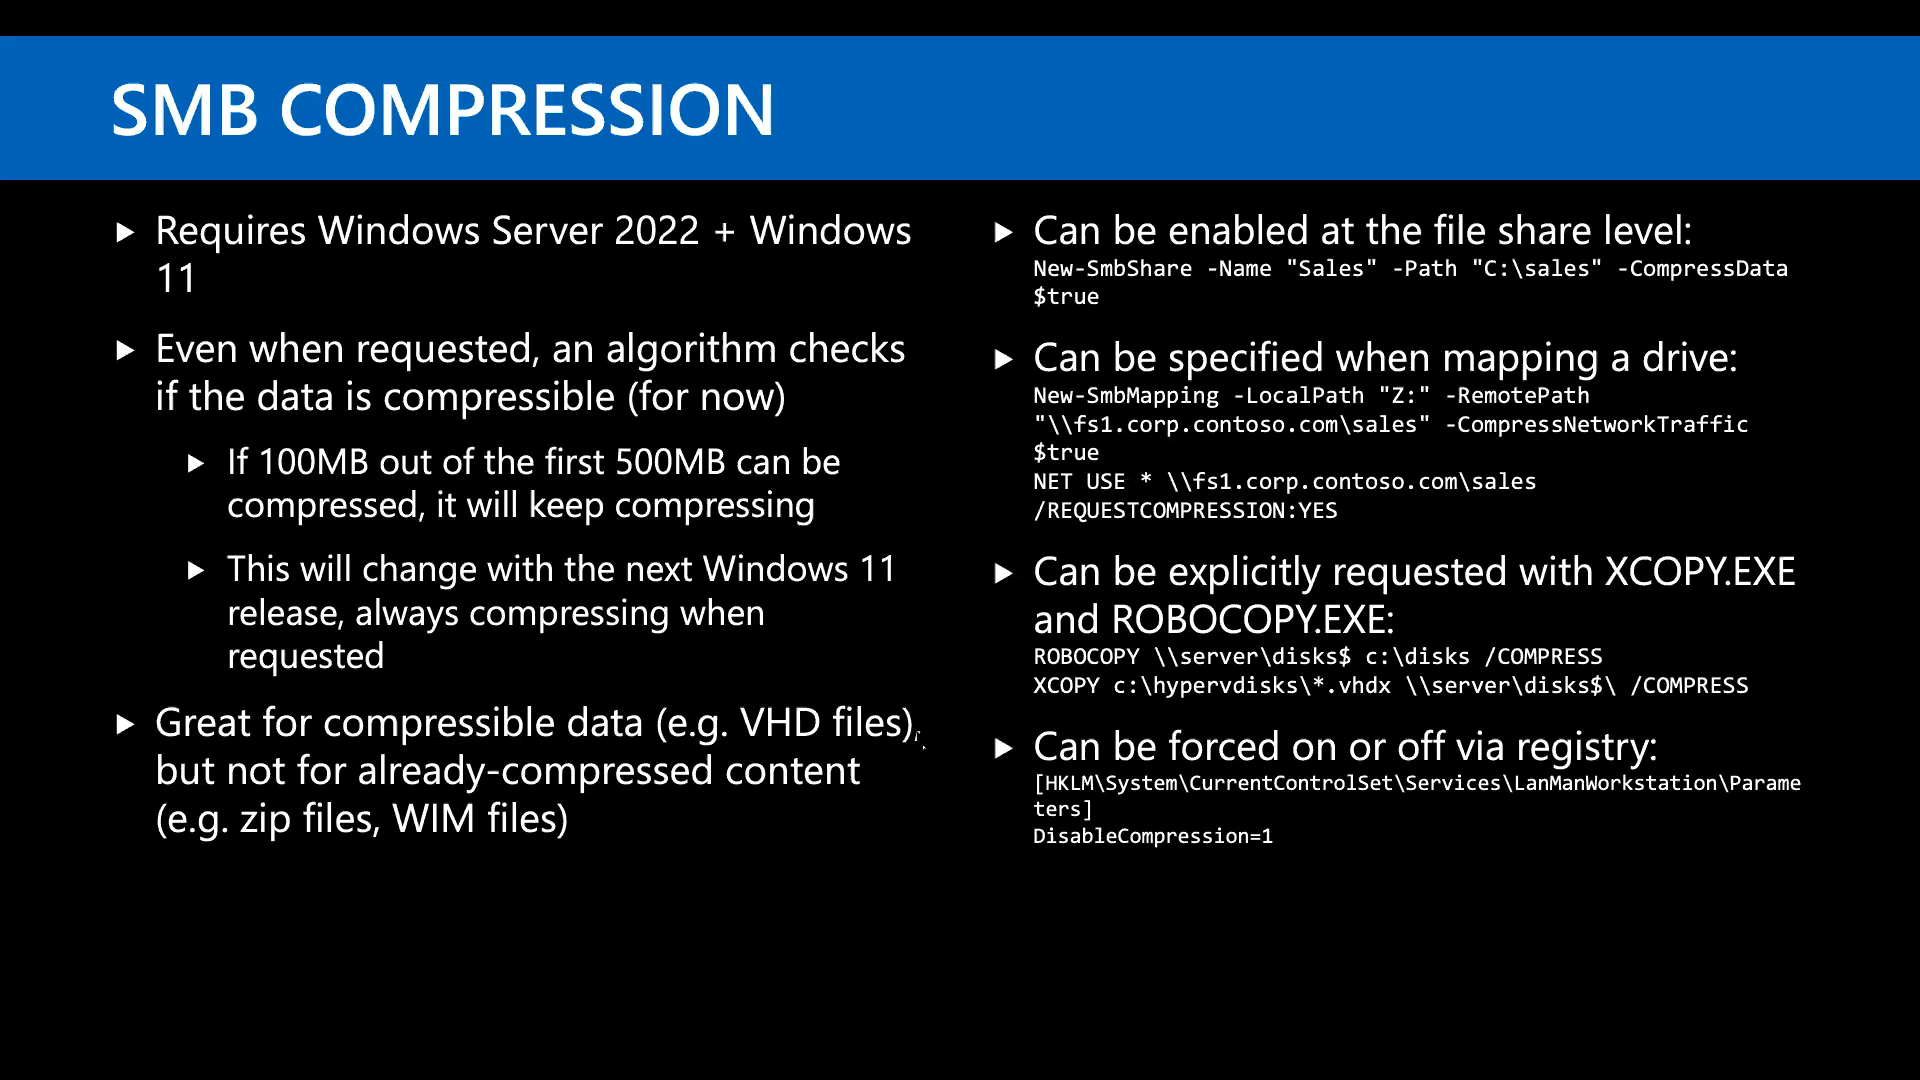 SMB COMPRESSION
Requires Windows Server 2022 + Windows
11
Even when requested, an algorithm checks
if the data is compressible (for now)
If 100MB out of the first 500MB can be
compressed, it will keep compressing
This will change with the next Windows 11
release, always compressing when
requested
Great for compressible data (e.g. VHD files),
but not for already-compressed content
(e.g. zip files, WIM files)
Can be enabled at the file share level:
New-SmbShare -Name "Sales" -Path "C:\sales" -CompressData
$true
Can be specified when mapping a drive:
New-SmbMapping -LocalPath "Z:" -RemotePath
"\\fs1.corp.contoso.com\sales" -CompressNetworkTraffic
$true
NET USE * \\fs1.corp.contoso.com\sales
/REQUESTCOMPRESSION:YES
Can be explicitly requested with XCOPY.EXE
and ROBOCOPY.EXE:
ROBOCOPY \\server\disks$ c:\disks /COMPRESS
XCOPY c:\hypervdisks\*.vhdx \\server\disks$\ /COMPRESS
Can be forced on or off via registry:
[HKLM\System\CurrentControlSet\Services\LanManWorkstation\Parame
ters]
DisableCompression=1